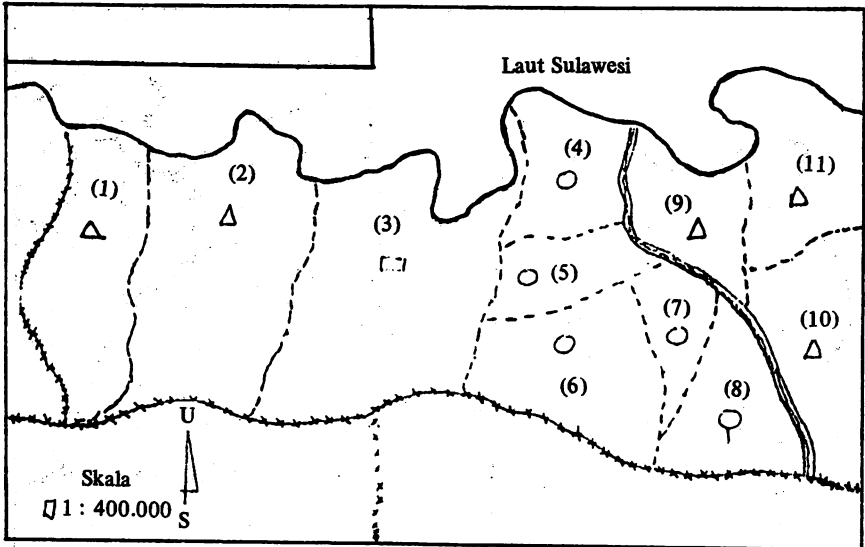 Laut Sulawesi
(1)
(2)
(3)
(4)
(5)
(6)
(7)
(8)
(9)
(10)
(11)
U
S
Skala
1 : 400.000